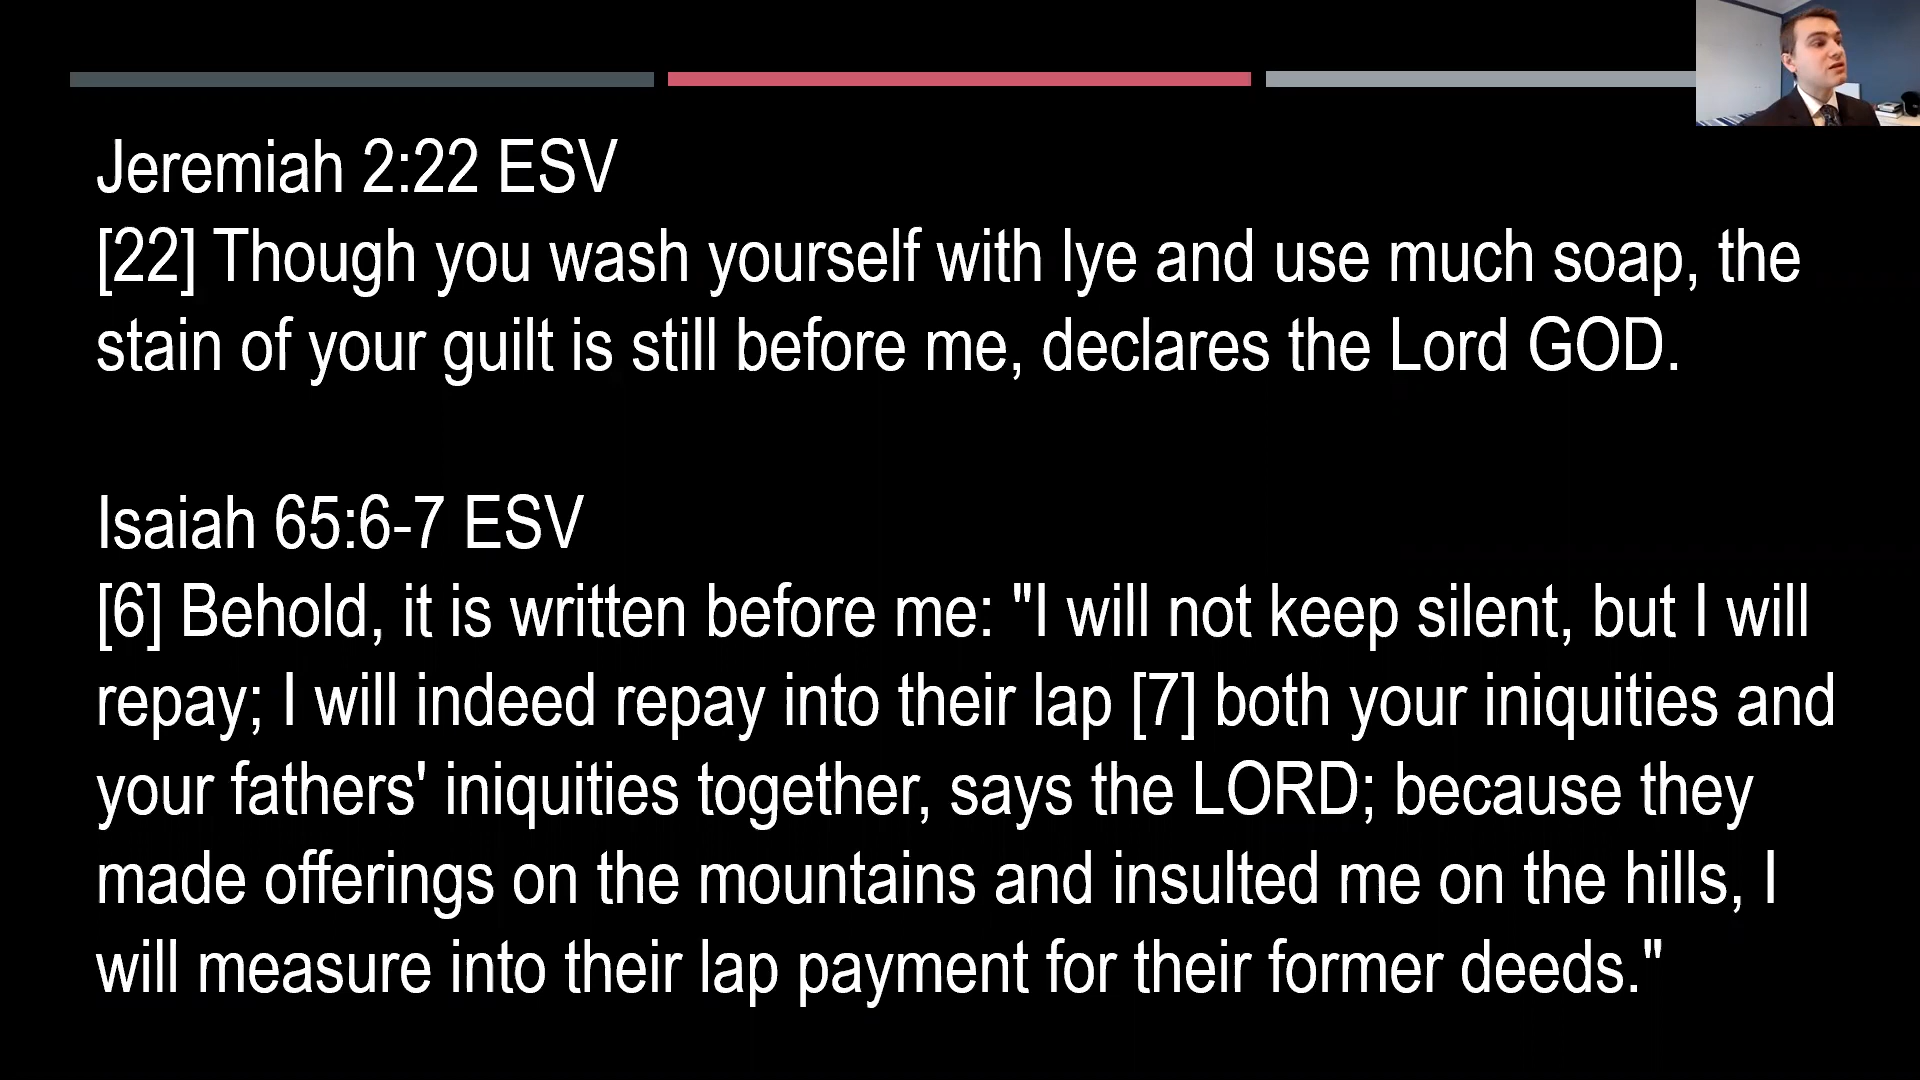 Jeremiah 2:22 ESV
[22] Though you wash yourself with lye and use much soap, the
stain of your guilt is still before me, declares the Lord GOD.
Isaiah 65:6-7 ESV
[6] Behold, it is written before me: "I will not keep silent, but I will
repay; I will indeed repay into their lap [7] both your iniquities and
your fathers' iniquities together, says the LORD; because they
made offerings on the mountains and insulted me on the hills, I
will measure into their lap payment for their former deeds."